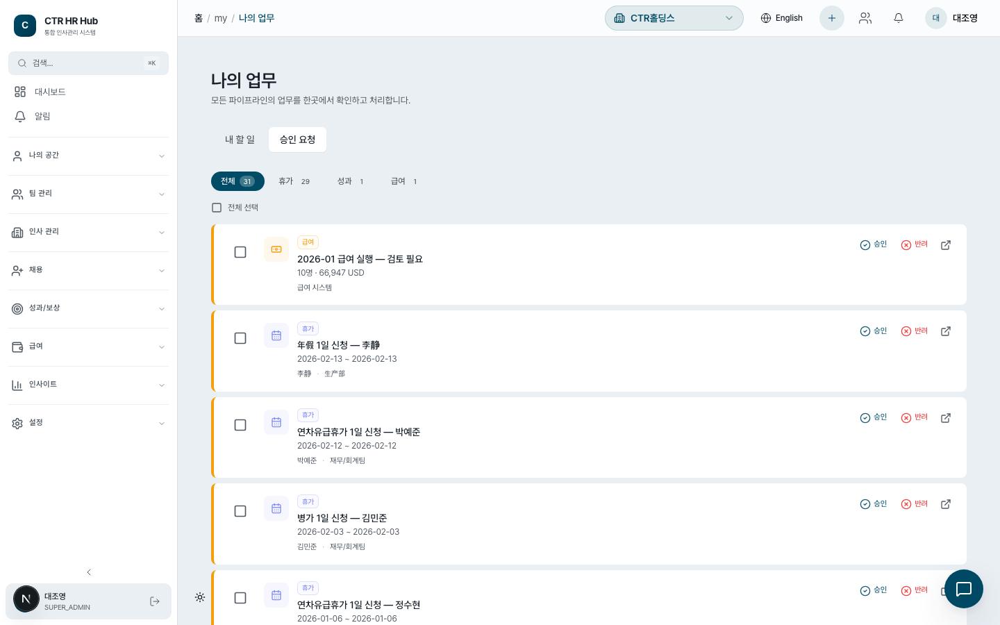 C
CTR HR Hub
통합 인사관리 시스템
검색...
⌘K
대시보드
알림
나의 공간
팀 관리
인사 관리
채용
성과/보상
급여
인사이트
설정
N
대조영
SUPER_ADMIN
홈 / my / 나의 업무
CTR홀딩스
English
대
대조영
나의 업무
모든 파이프라인의 업무를 한곳에서 확인하고 처리합니다.
내 할 일
승인 요청
전체 31
휴가 29
성과 1
급여 1
전체 선택
급여
2026-01 급여 실행 — 검토 필요
10명 · 66,947 USD
급여 시스템
승인
반려
휴가
年假 1일 신청 — 李静
2026-02-13 ~ 2026-02-13
李静 · 生产部
승인
반려
휴가
연차유급휴가 1일 신청 — 박예준
2026-02-12 ~ 2026-02-12
박예준 · 재무/회계팀
승인
반려
휴가
병가 1일 신청 — 김민준
2026-02-03 ~ 2026-02-03
김민준 · 재무/회계팀
승인
반려
휴가
연차유급휴가 1일 신청 — 정수현
2026-01-06 ~ 2026-01-06
승인
반려